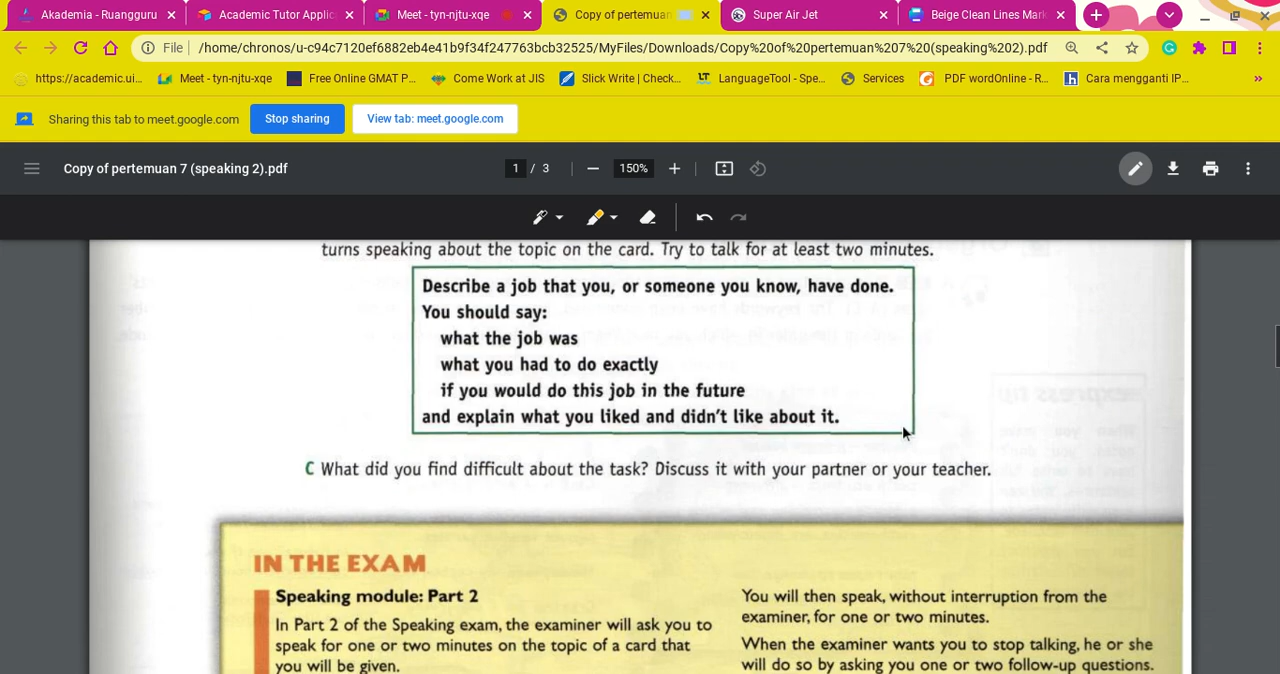 Akademia - Ruangguru
Academic Tutor Applic
Meet - tyn-njtu-xqe
Copy of pertemuan
Super Air Jet
Beige Clean Lines Mark
File
/home/chronos/u-c94c7120ef6882eb4e41b9f34f247763bcb32525/MyFiles/Downloads/Copy%20of%20pertemuan%207%20(speaking%202).pdf
https://academic.ui...
Meet - tyn-njtu-xqe
Free Online GMAT P...
Come Work at JIS
Slick Write | Check...
LanguageTool - Spe...
Services
PDF wordOnline - R...
Cara mengganti IP...
Sharing this tab to meet.google.com
Stop sharing
View tab: meet.google.com
Copy of pertemuan 7 (speaking 2).pdf
1 / 3
150%
turns speaking about the topic on the card. Try to talk for at least two minutes.
Describe a job that you, or someone you know, have done.
You should say:
what the job was
what you had to do exactly
if you would do this job in the future
and explain what you liked and didn't like about it.
C What did you find difficult about the task? Discuss it with your partner or your teacher.
IN THE EXAM
Speaking module: Part 2
In Part 2 of the Speaking exam, the examiner will ask you to
speak for one or two minutes on the topic of a card that
you will be given.
You will then speak, without interruption from the
examiner, for one or two minutes.
When the examiner wants you to stop talking, he or she
will do so by asking you one or two follow-up questions.